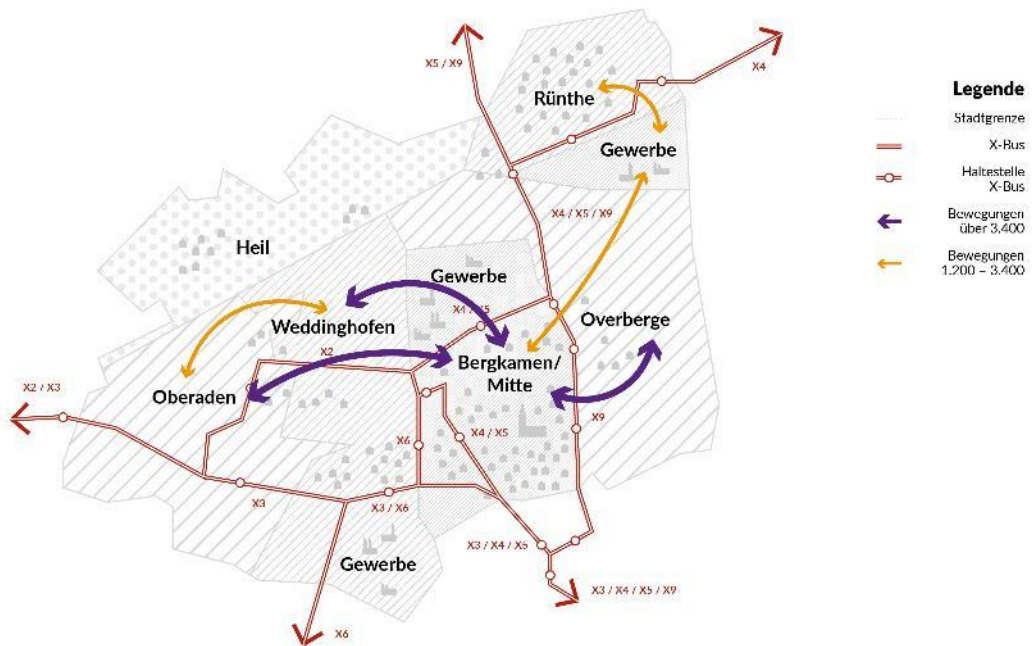 X5 / X9
X4
Rünthe
Gewerbe
X4 / X5 / X9
Heil
Gewerbe
X4 / X5
Weddinghofen
Overberge
X2
Bergkamen/
Mitte
Oberaden
X2 / X3
X9
X6
X4 / X5
X3
X3 / X6
X3 / X4 / X5
Gewerbe
X3 / X4 / X5 / X9
X6
Legende
Stadtgrenze
X-Bus
Haltestelle
X-Bus
Bewegungen
über 3.400
Bewegungen
1.200 – 3.400